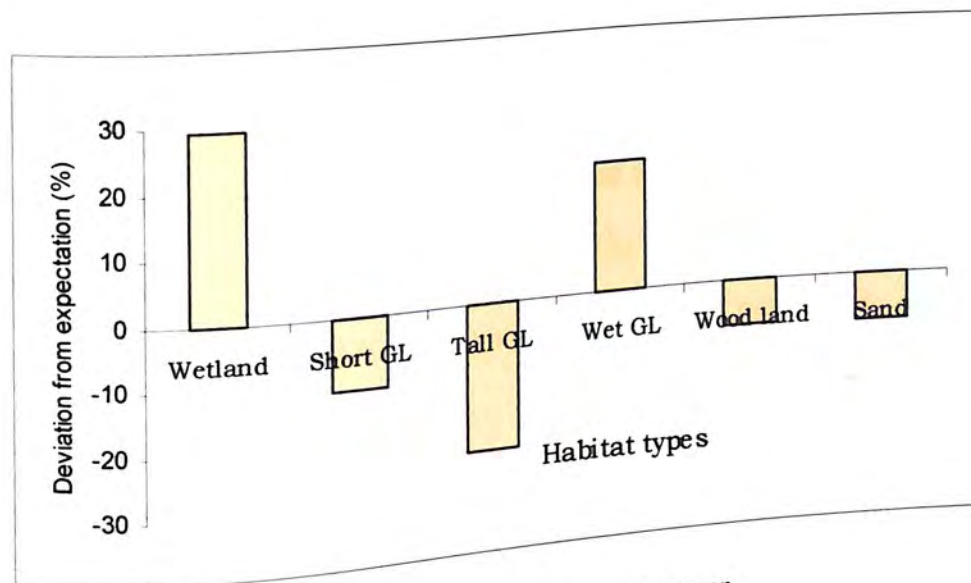 Deviation from expectation (%)
30
20
10
0
-10
-20
-30
Wetland
Short GL
Tall GL
Wet GL
Wood land
Sand
Habitat types